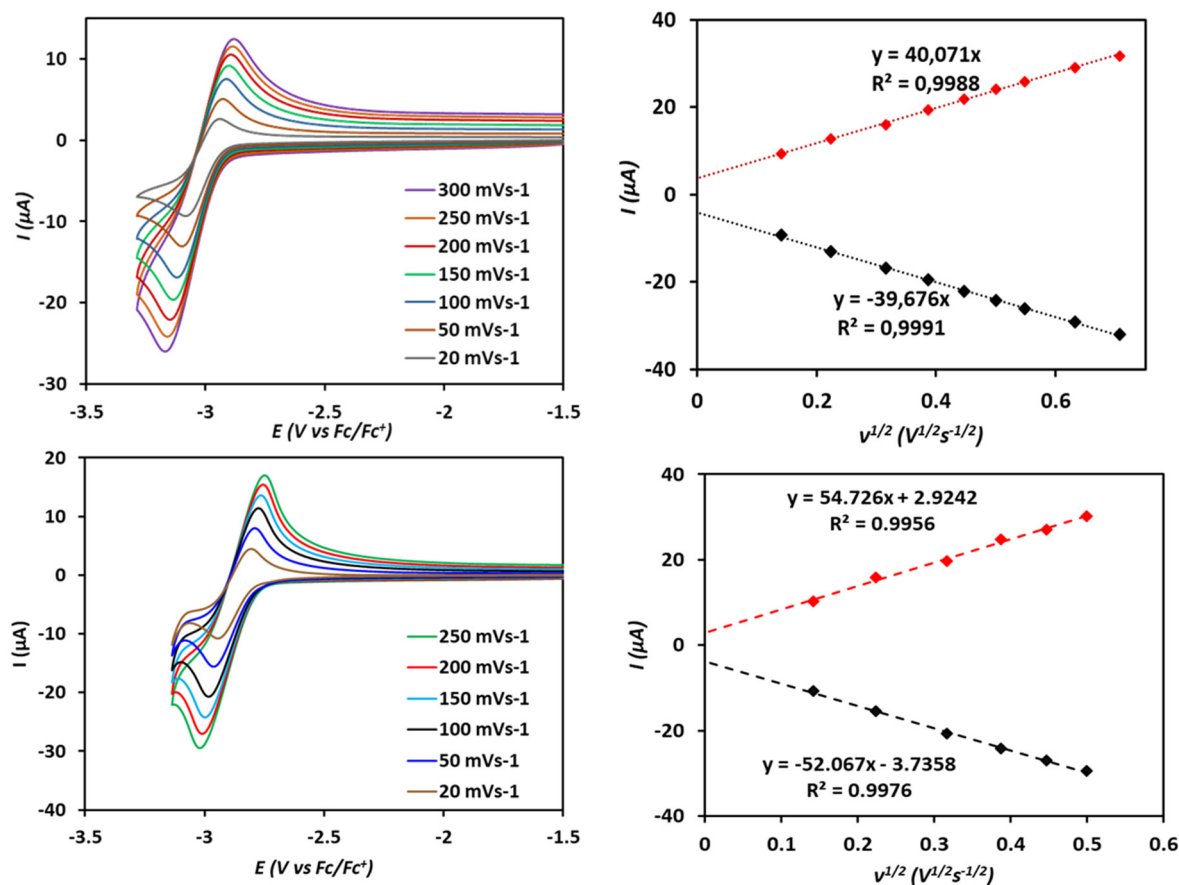 20
10
0
-10
-20
-30
I (μA)
300 mVs-1
250 mVs-1
200 mVs-1
150 mVs-1
100 mVs-1
50 mVs-1
20 mVs-1
-3.5
-3
-2.5
-2
-1.5
E (V vs Fc/Fc⁺)
40
20
0
-20
-40
I (μA)
y = 40,071x
R² = 0,9988
y = -39,676x
R² = 0,9991
0
0.2
0.4
0.6
v^1/2 (V^1/2s^-1/2)
20
10
0
-10
-20
-30
-40
I (μA)
250 mVs-1
200 mVs-1
150 mVs-1
100 mVs-1
50 mVs-1
20 mVs-1
-3.5
-3
-2.5
-2
-1.5
E (V vs Fc/Fc⁺)
40
20
0
-20
-40
I (μA)
y = 54.726x + 2.9242
R² = 0.9956
y = -52.067x - 3.7358
R² = 0.9976
0
0.1
0.2
0.3
0.4
0.5
0.6
v^1/2 (V^1/2s^-1/2)